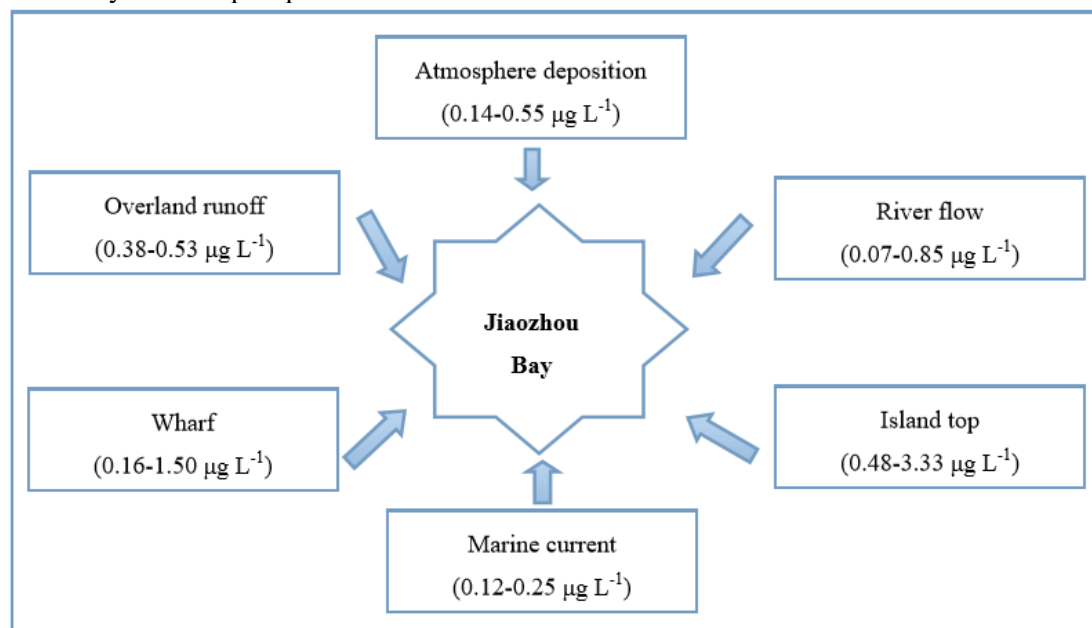 Atmosphere deposition
(0.14-0.55 μg L⁻¹)
Overland runoff
(0.38-0.53 μg L⁻¹)
River flow
(0.07-0.85 μg L⁻¹)
Jiaozhou
Bay
Wharf
(0.16-1.50 μg L⁻¹)
Island top
(0.48-3.33 μg L⁻¹)
Marine current
(0.12-0.25 μg L⁻¹)